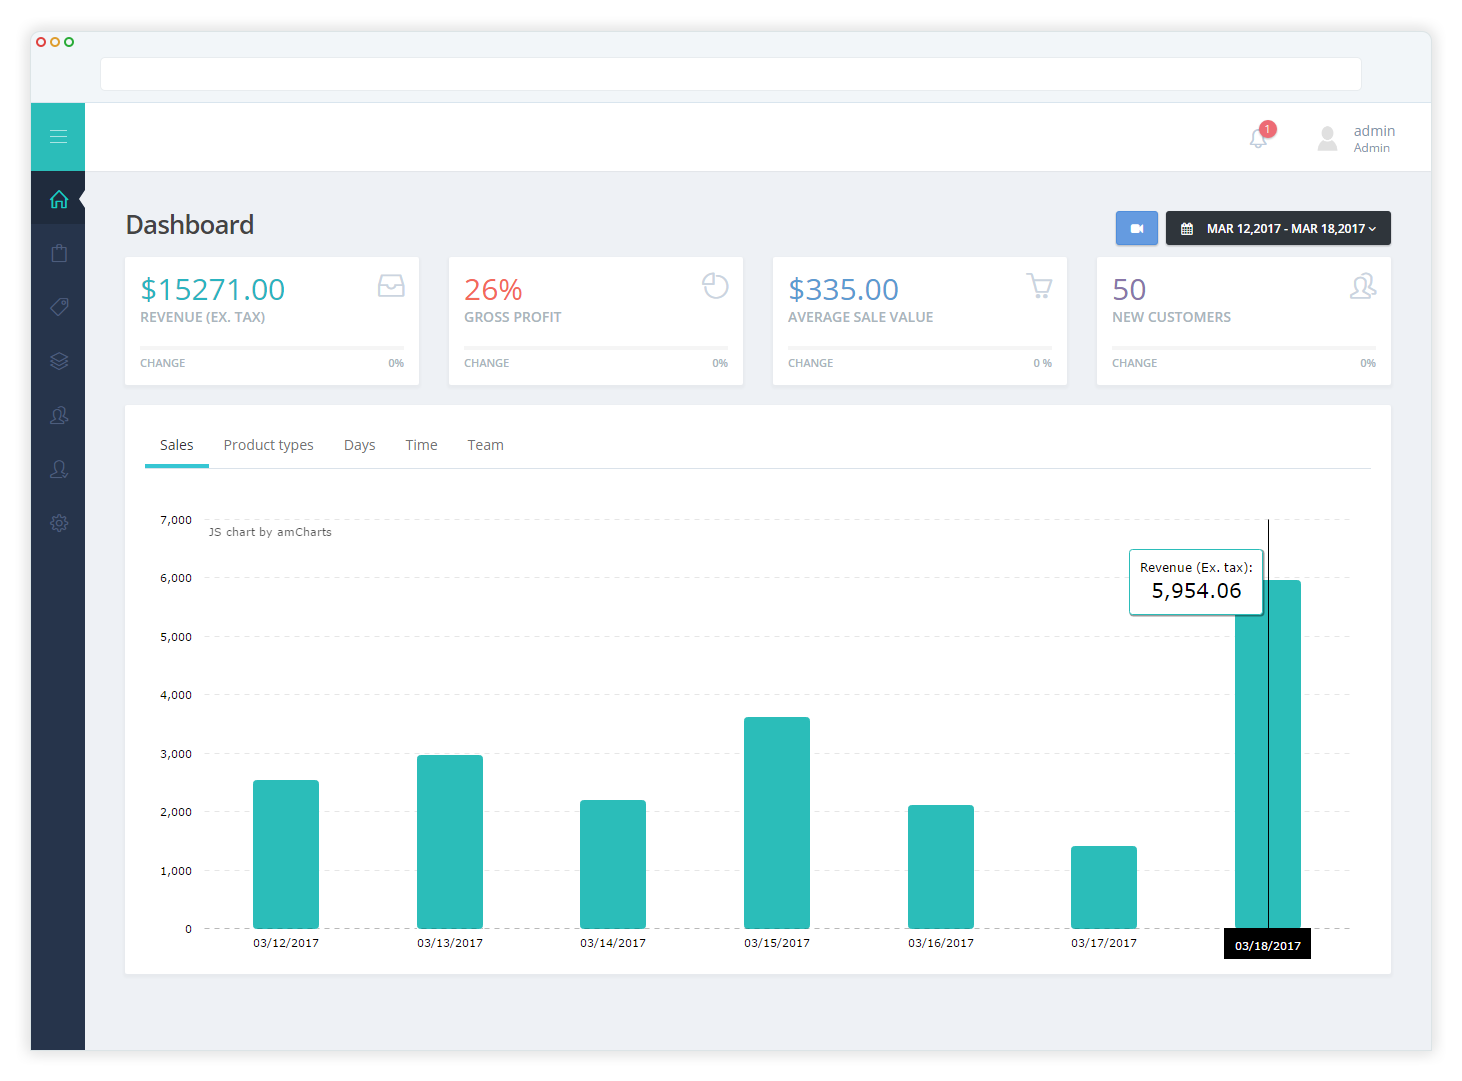 1
admin
Admin
Dashboard
MAR 12,2017 - MAR 18,2017
$15271.00
REVENUE (EX. TAX)
CHANGE 0%
26%
GROSS PROFIT
CHANGE 0%
$335.00
AVERAGE SALE VALUE
CHANGE 0 %
50
NEW CUSTOMERS
CHANGE 0%
Sales Product types Days Time Team
7,000
JS chart by amCharts
6,000
5,000
4,000
3,000
2,000
1,000
0
Revenue (Ex. tax):
5,954.06
03/12/2017 03/13/2017 03/14/2017 03/15/2017 03/16/2017 03/17/2017 03/18/2017